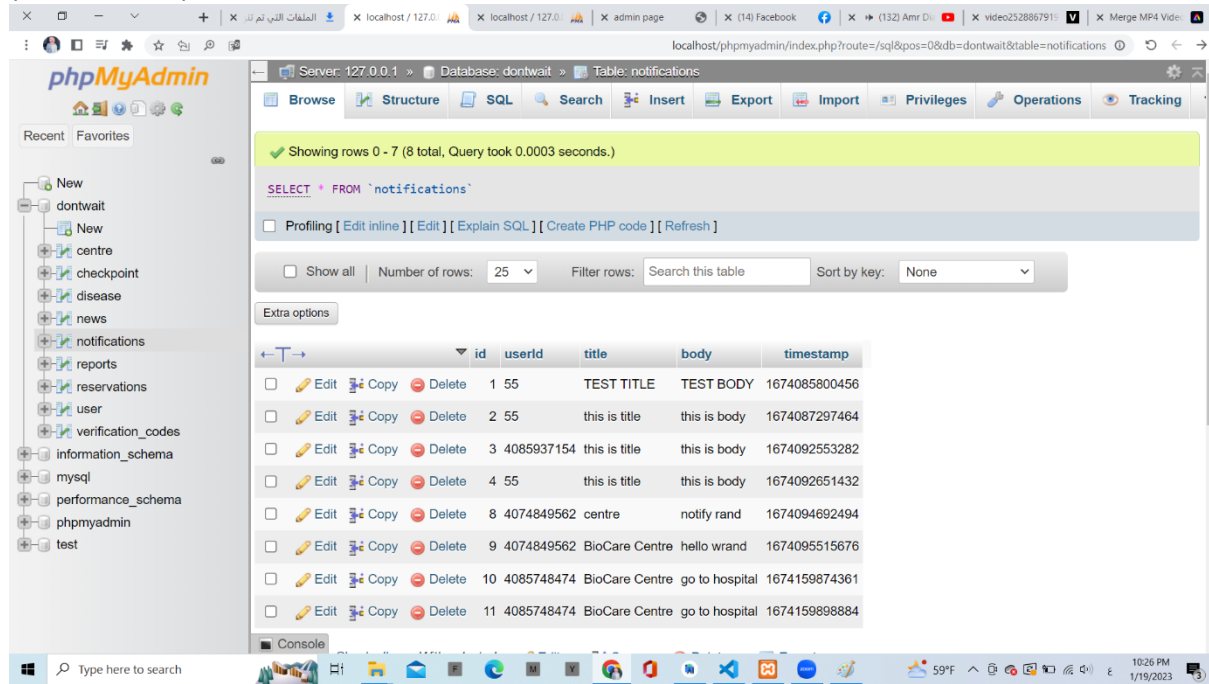 localhost / 127.0.0
localhost / 127.0.
admin page
(14) Facebook
(132) Amr Di
video2528867919
Merge MP4 Vide
localhost/phpmyadmin/index.php?route=/sql&pos=0&db=dontwait&table=notifications
phpMyAdmin
Recent Favorites
New
dontwait
New
centre
checkpoint
disease
news
notifications
reports
reservations
user
verification_codes
information_schema
mysql
performance_schema
phpmyadmin
test
Server: 127.0.0.1 » Database: dontwait » Table: notifications
Browse Structure SQL Search Insert Export Import Privileges Operations Tracking
Showing rows 0 - 7 (8 total, Query took 0.0003 seconds.)
SELECT * FROM `notifications`
Profiling [ Edit inline ] [ Edit ] [ Explain SQL ] [ Create PHP code ] [ Refresh ]
Show all | Number of rows: 25 Filter rows: Search this table Sort by key: None
Extra options
←T→ id userId title body timestamp
Edit Copy Delete 1 55 TEST TITLE TEST BODY 1674085800456
Edit Copy Delete 2 55 this is title this is body 1674087297464
Edit Copy Delete 3 4085937154 this is title this is body 1674092553282
Edit Copy Delete 4 55 this is title this is body 1674092651432
Edit Copy Delete 8 4074849562 centre notify rand 1674094692494
Edit Copy Delete 9 4074849562 BioCare Centre hello wrand 1674095515676
Edit Copy Delete 10 4085748474 BioCare Centre go to hospital 1674159874361
Edit Copy Delete 11 4085748474 BioCare Centre go to hospital 1674159898884
Console
Type here to search
59°F
ع
10:26 PM
1/19/2023